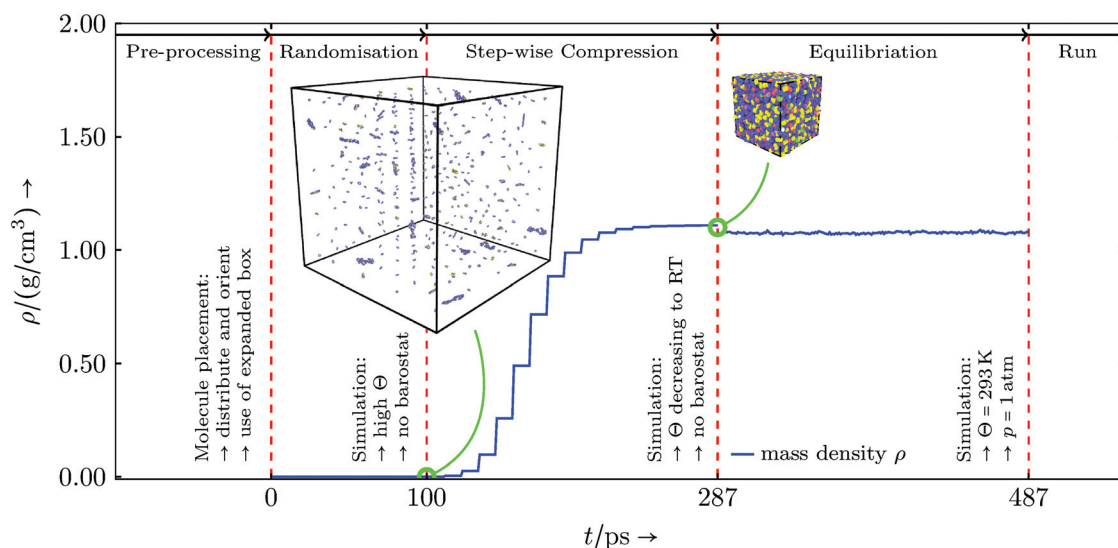 2.00
Pre-processing
Randomisation
Step-wise Compression
Equilibriation
Run
1.50
1.00
0.50
0.00
ρ/(g/cm³) →
Molecule placement:
→ distribute and orient
→ use of expanded box
Simulation::
→ high Θ
→ no barostat
Simulation::
→ Θ decreasing to RT
→ no barostat
Simulation::
→ Θ = 293 K
→ p = 1 atm
mass density ρ
0
100
287
487
t/ps →